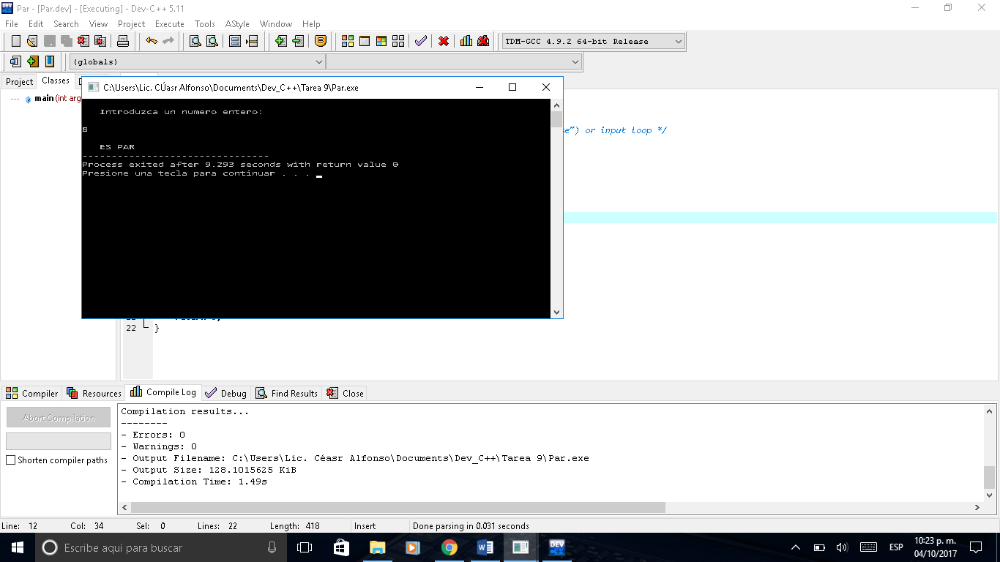 Par - [Par.dev] - [Executing] - Dev-C++ 5.11
File Edit Search View Project Execute Tools AStyle Window Help
TDM-GCC 4.9.2 64-bit Release
(globals)
Project Classes
main (int arg
C:\Users\Lic. CÚasr Alfonso\Documents\Dev_C++\Tarea 9\Par.exe
Introduzca un numero entero:
8
ES PAR
--------------------------------
Process exited after 9.293 seconds with return value 0
Presione una tecla para continuar . . .
se") or input loop */
22 }
Compiler Resources Compile Log Debug Find Results Close
Abort Compilation
Shorten compiler paths
Compilation results...
--------
- Errors: 0
- Warnings: 0
- Output Filename: C:\Users\Lic. Céasr Alfonso\Documents\Dev_C++\Tarea 9\Par.exe
- Output Size: 128.1015625 KiB
- Compilation Time: 1.49s
Line: 12 Col: 34 Sel: 0 Lines: 22 Length: 418 Insert Done parsing in 0.031 seconds
Escribe aquí para buscar
DEV
ESP
10:23 p. m.
04/10/2017